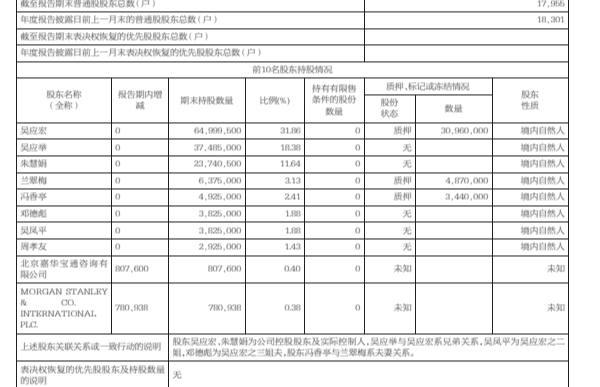 截至报告期末普通股股东总数(户) 17,955
年度报告披露日前上一月末的普通股股东总数(户) 18,301
截至报告期末表决权恢复的优先股股东总数(户)
年度报告披露日前上一月末表决权恢复的优先股股东总数(户)
前10名股东持股情况
股东名称(全称) 报告期内增减 期末持股数量 比例(%) 持有有限售条件的股份数量 质押、标记或冻结情况 股东性质
股份状态 数量
吴应宏 0 64,999,500 31.86 0 质押 30,960,000 境内自然人
吴应举 0 37,485,000 18.38 0 无 境内自然人
朱慧娟 0 23,740,500 11.64 0 无 境内自然人
兰翠梅 0 6,375,000 3.13 0 质押 4,870,000 境内自然人
冯香亭 0 4,925,000 2.41 0 质押 3,440,000 境内自然人
邓德彪 0 3,825,000 1.88 0 无 境内自然人
吴凤平 0 3,825,000 1.88 0 无 境内自然人
周孝友 0 2,925,000 1.43 0 无 境内自然人
北京嘉华宝通咨询有限公司 807,600 807,600 0.40 0 未知 未知
MORGAN STANLEY & CO. INTERNATIONAL PLC. 780,938 780,938 0.38 0 未知 未知
上述股东关联关系或一致行动的说明 股东吴应宏、朱慧娟为公司控股股东及实际控制人,吴应举与吴应宏系兄弟关系,吴凤平为吴应宏之二姐,邓德彪为吴应宏之三姐夫,股东冯香亭与兰翠梅系夫妻关系。
表决权恢复的优先股股东及持股数量的说明 无